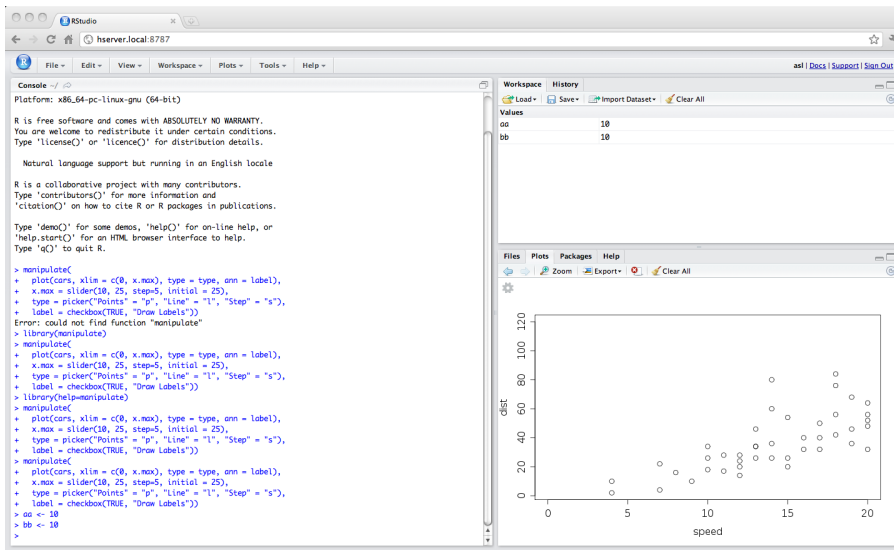 RStudio
hserver.local:8787
File Edit View Workspace Plots Tools Help
asl | Docs | Support | Sign Out
Console ~/
Platform: x86_64-pc-linux-gnu (64-bit)
R is free software and comes with ABSOLUTELY NO WARRANTY.
You are welcome to redistribute it under certain conditions.
Type 'license()' or 'licence()' for distribution details.
Natural language support but running in an English locale
R is a collaborative project with many contributors.
Type 'contributors()' for more information and
'citation()' on how to cite R or R packages in publications.
Type 'demo()' for some demos, 'help()' for on-line help, or
'help.start()' for an HTML browser interface to help.
Type 'q()' to quit R.
> manipulate(
+   plot(cars, xlim = c(0, x.max), type = type, ann = label),
+   x.max = slider(10, 25, step=5, initial = 25),
+   type = picker("Points" = "p", "Line" = "l", "Step" = "s"),
+   label = checkbox(TRUE, "Draw Labels"))
Error: could not find function "manipulate"
> library(manipulate)
> manipulate(
+   plot(cars, xlim = c(0, x.max), type = type, ann = label),
+   x.max = slider(10, 25, step=5, initial = 25),
+   type = picker("Points" = "p", "Line" = "l", "Step" = "s"),
+   label = checkbox(TRUE, "Draw Labels"))
> library(help=manipulate)
> manipulate(
+   plot(cars, xlim = c(0, x.max), type = type, ann = label),
+   x.max = slider(10, 25, step=5, initial = 25),
+   type = picker("Points" = "p", "Line" = "l", "Step" = "s"),
+   label = checkbox(TRUE, "Draw Labels"))
> manipulate(
+   plot(cars, xlim = c(0, x.max), type = type, ann = label),
+   x.max = slider(10, 25, step=5, initial = 25),
+   type = picker("Points" = "p", "Line" = "l", "Step" = "s"),
+   label = checkbox(TRUE, "Draw Labels"))
> aa <- 10
> bb <- 10
>
Workspace History
Load Save Import Dataset Clear All
Values
aa 10
bb 10
Files Plots Packages Help
Zoom Export Clear All
120
100
80
60
40
20
0
dist
0 5 10 15 20
speed